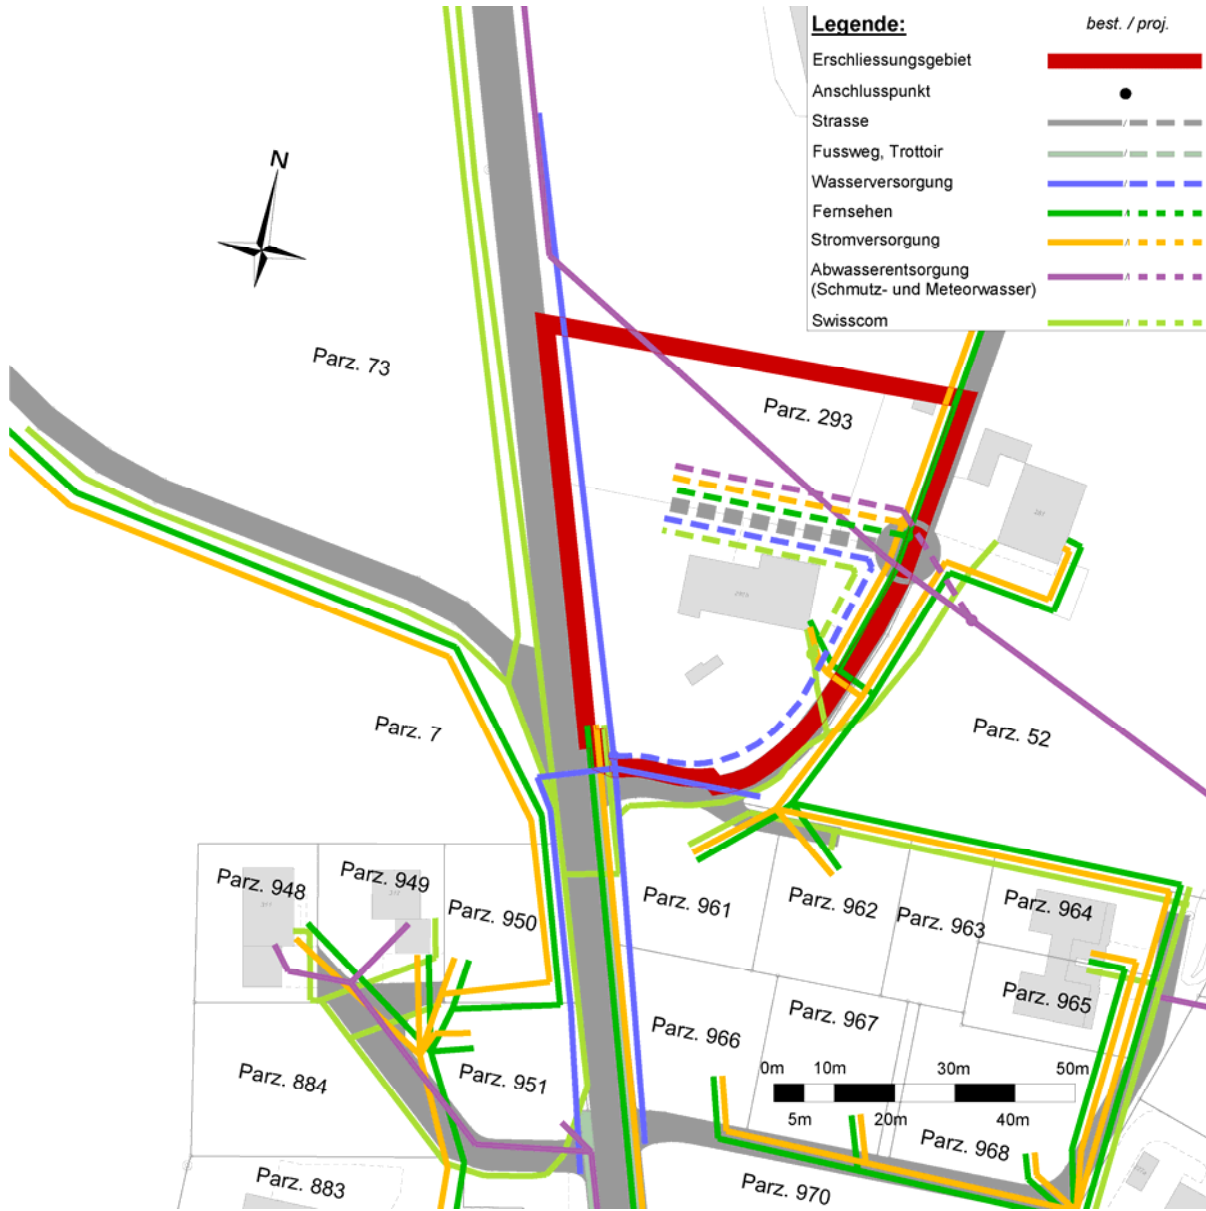 Legende:
best. / proj.
Erschliessungsgebiet
Anschlusspunkt
Strasse
Fussweg, Trottoir
Wasserversorgung
Fernsehen
Stromversorgung
Abwasserentsorgung
(Schmutz- und Meteorwasser)
Swisscom
N
Parz. 73
Parz. 293
Parz. 7
Parz. 52
Parz. 948
Parz. 949
Parz. 950
Parz. 961
Parz. 962
Parz. 963
Parz. 964
Parz. 965
Parz. 966
Parz. 967
Parz. 884
Parz. 951
0m 10m 30m 50m
5m 20m 40m
Parz. 968
Parz. 883
Parz. 970